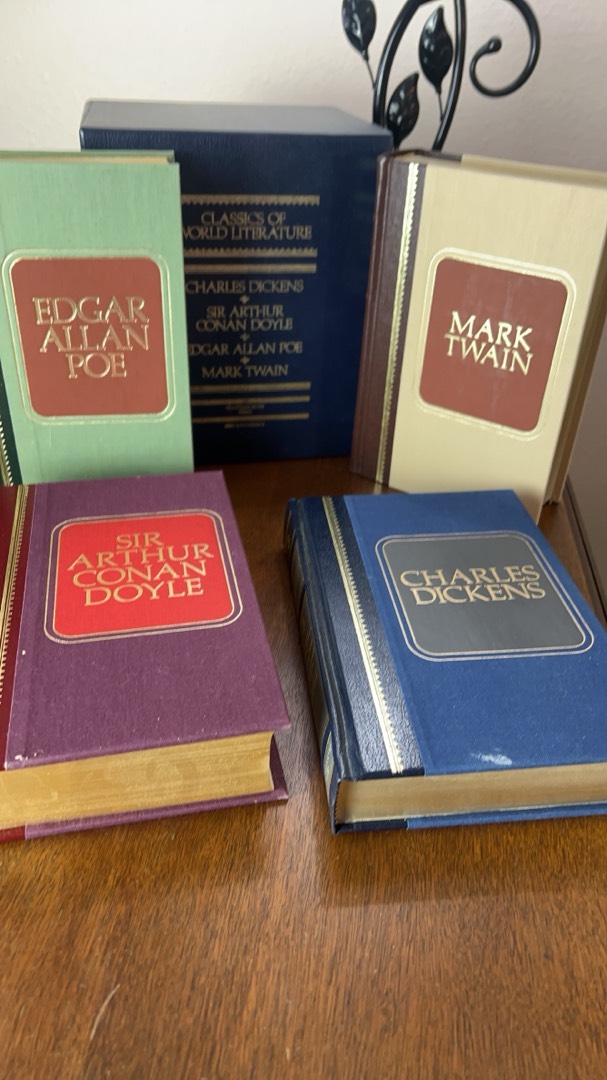 CLASSICS OF
WORLD LITERATURE
CHARLES DICKENS
SIR ARTHUR
CONAN DOYLE
EDGAR ALLAN POE
MARK TWAIN
EDGAR
ALLAN
POE
MARK
TWAIN
SIR
ARTHUR
CONAN
DOYLE
CHARLES
DICKENS